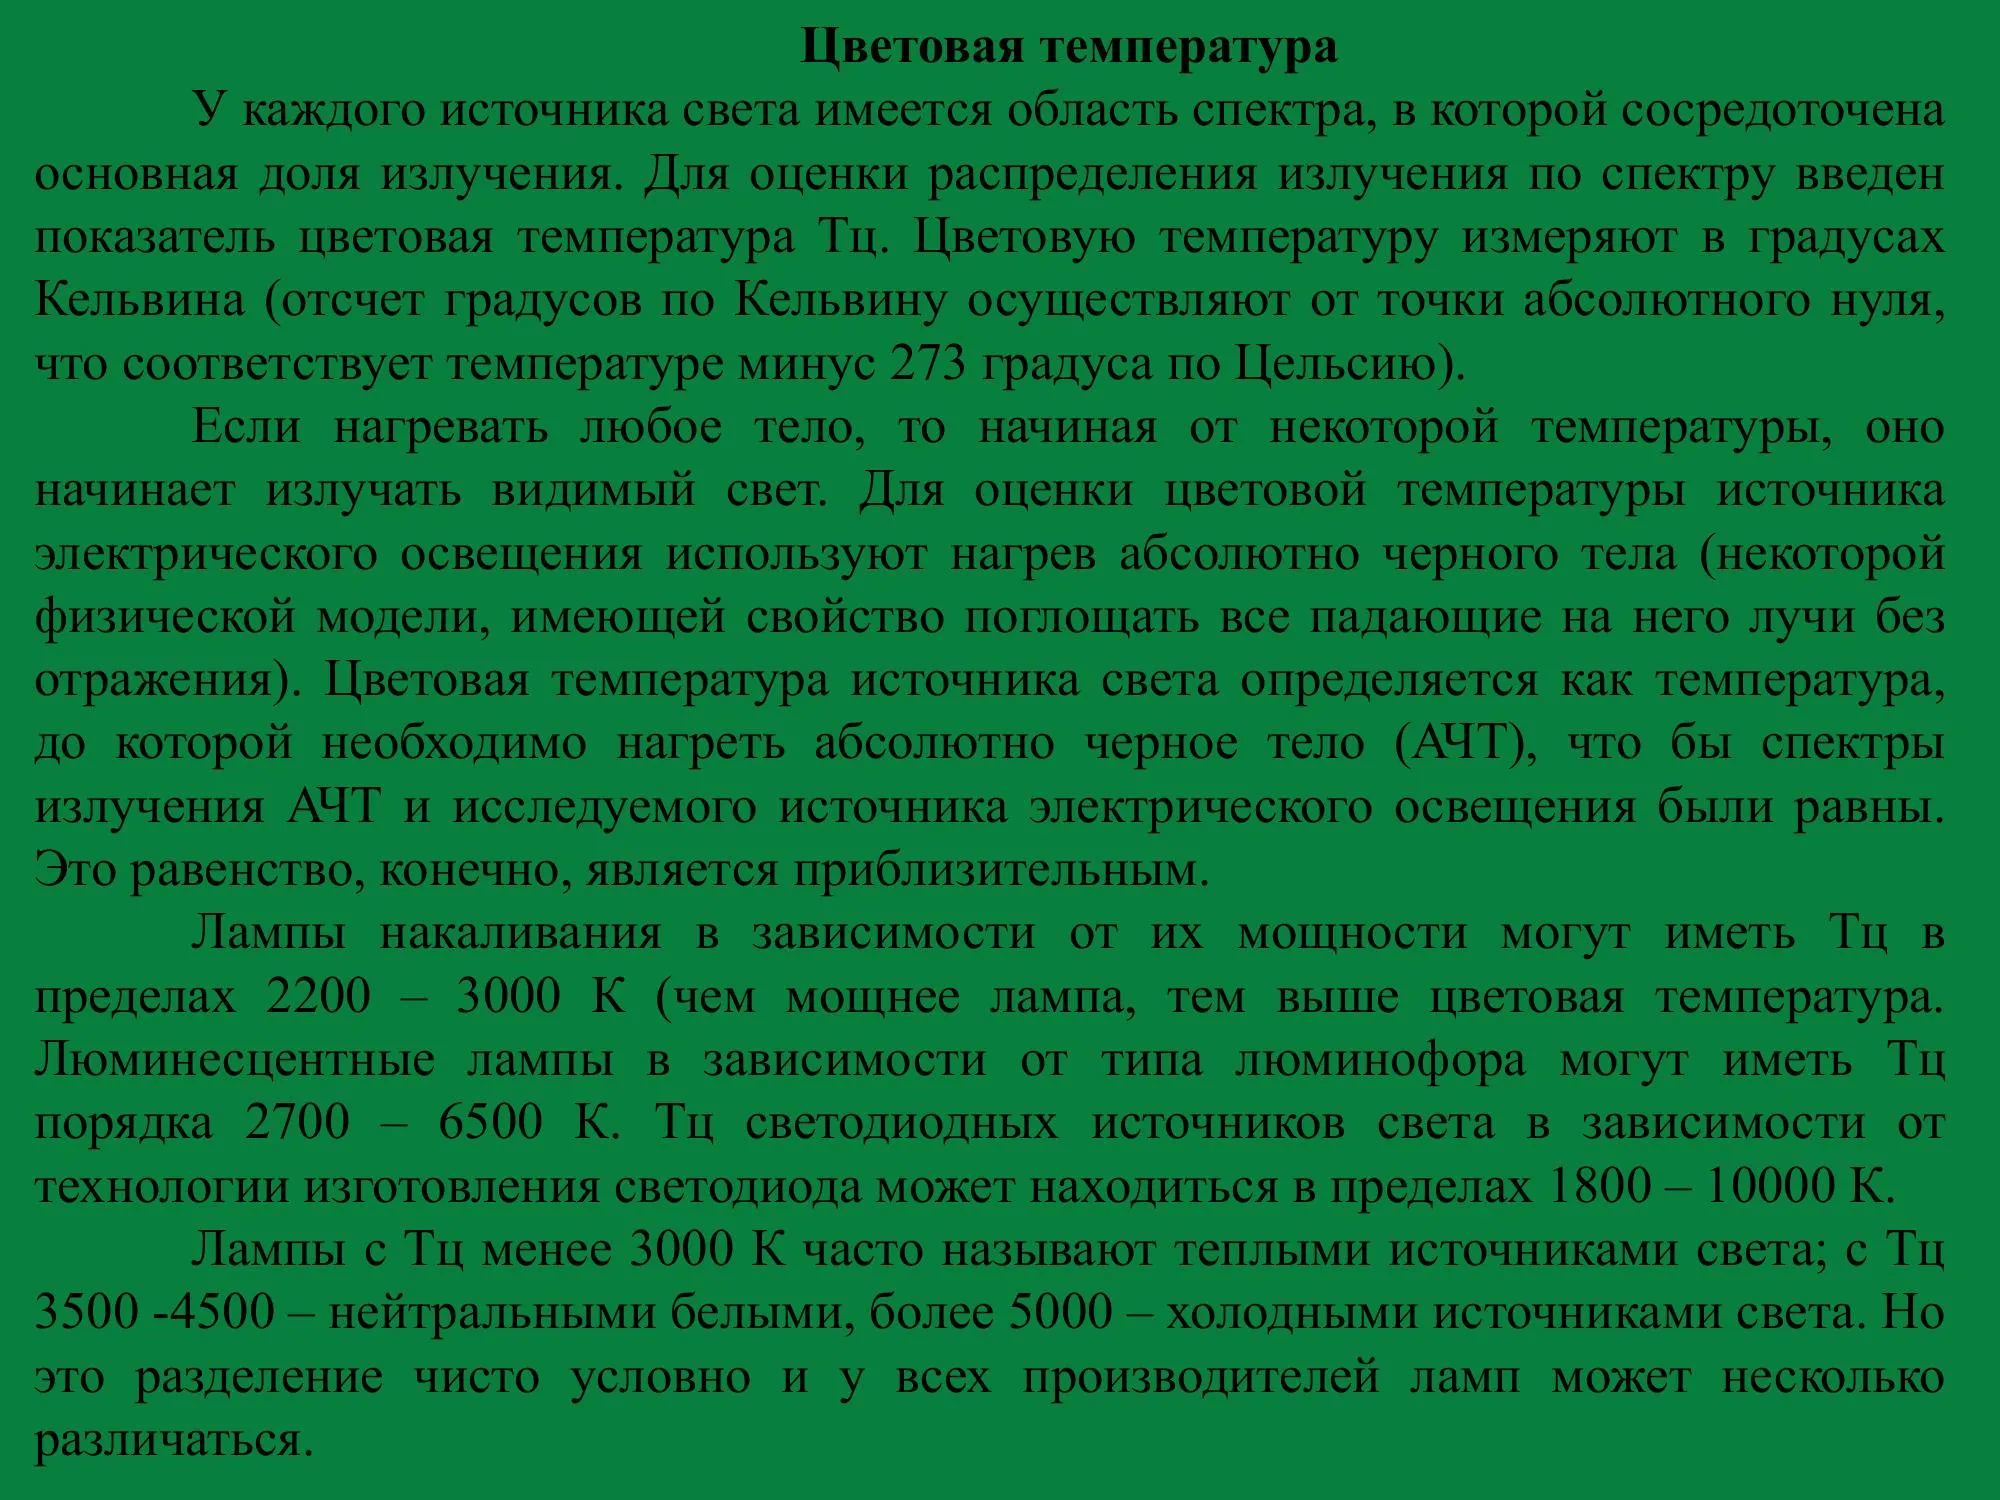 Цветовая температура
У каждого источника света имеется область спектра, в которой сосредоточена
основная доля излучения. Для оценки распределения излучения по спектру введен
показатель цветовая температура Тц. Цветовую температуру измеряют в градусах
Кельвина (отсчет градусов по Кельвину осуществляют от точки абсолютного нуля,
что соответствует температуре минус 273 градуса по Цельсию).
Если нагревать любое тело, то начиная от некоторой температуры, оно
начинает излучать видимый свет. Для оценки цветовой температуры источника
электрического освещения используют нагрев абсолютно черного тела (некоторой
физической модели, имеющей свойство поглощать все падающие на него лучи без
отражения). Цветовая температура источника света определяется как температура,
до которой необходимо нагреть абсолютно черное тело (АЧТ), что бы спектры
излучения АЧТ и исследуемого источника электрического освещения были равны.
Это равенство, конечно, является приблизительным.
Лампы накаливания в зависимости от их мощности могут иметь Тц в
пределах 2200 – 3000 К (чем мощнее лампа, тем выше цветовая температура.
Люминесцентные лампы в зависимости от типа люминофора могут иметь Тц
порядка 2700 – 6500 К. Тц светодиодных источников света в зависимости от
технологии изготовления светодиода может находиться в пределах 1800 – 10000 К.
Лампы с Тц менее 3000 К часто называют теплыми источниками света; с Тц
3500 -4500 – нейтральными белыми, более 5000 – холодными источниками света. Но
это разделение чисто условно и у всех производителей ламп может несколько
различаться.